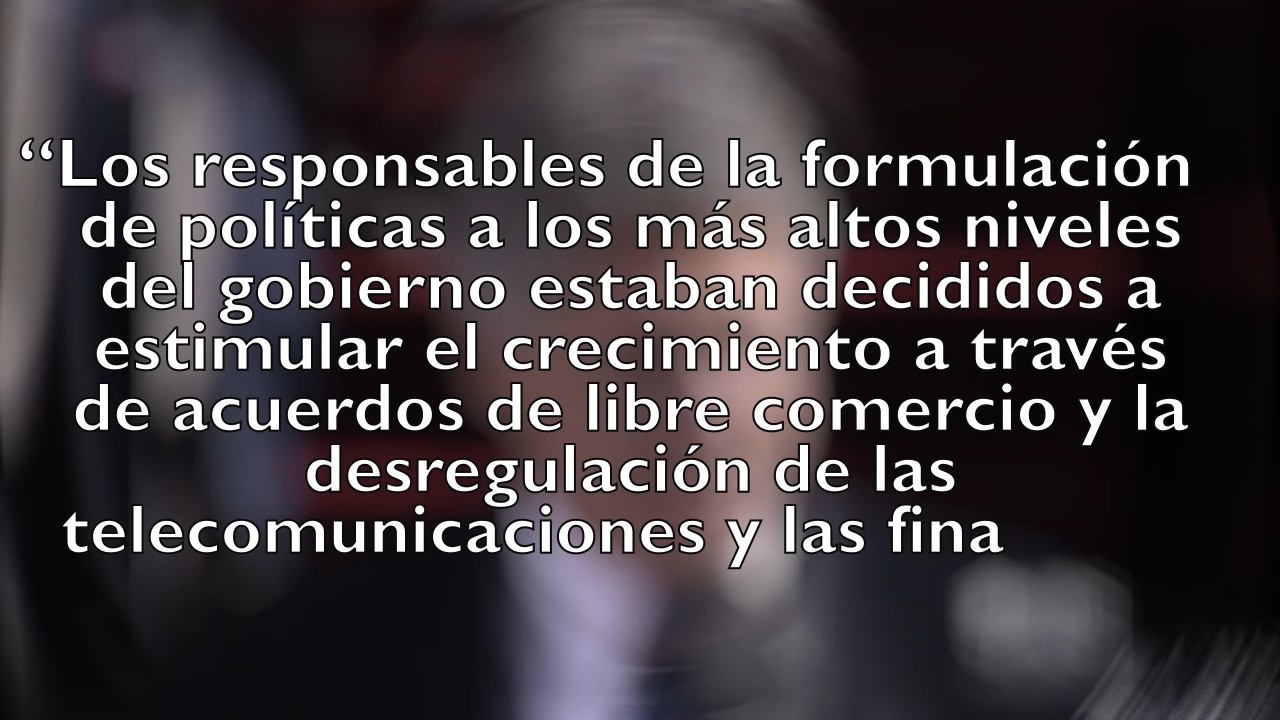 “Los responsables de la formulación
de políticas a los más altos niveles
del gobierno estaban decididos a
estimular el crecimiento a través
de acuerdos de libre comercio y la
desregulación de las
telecomunicaciones y las fina